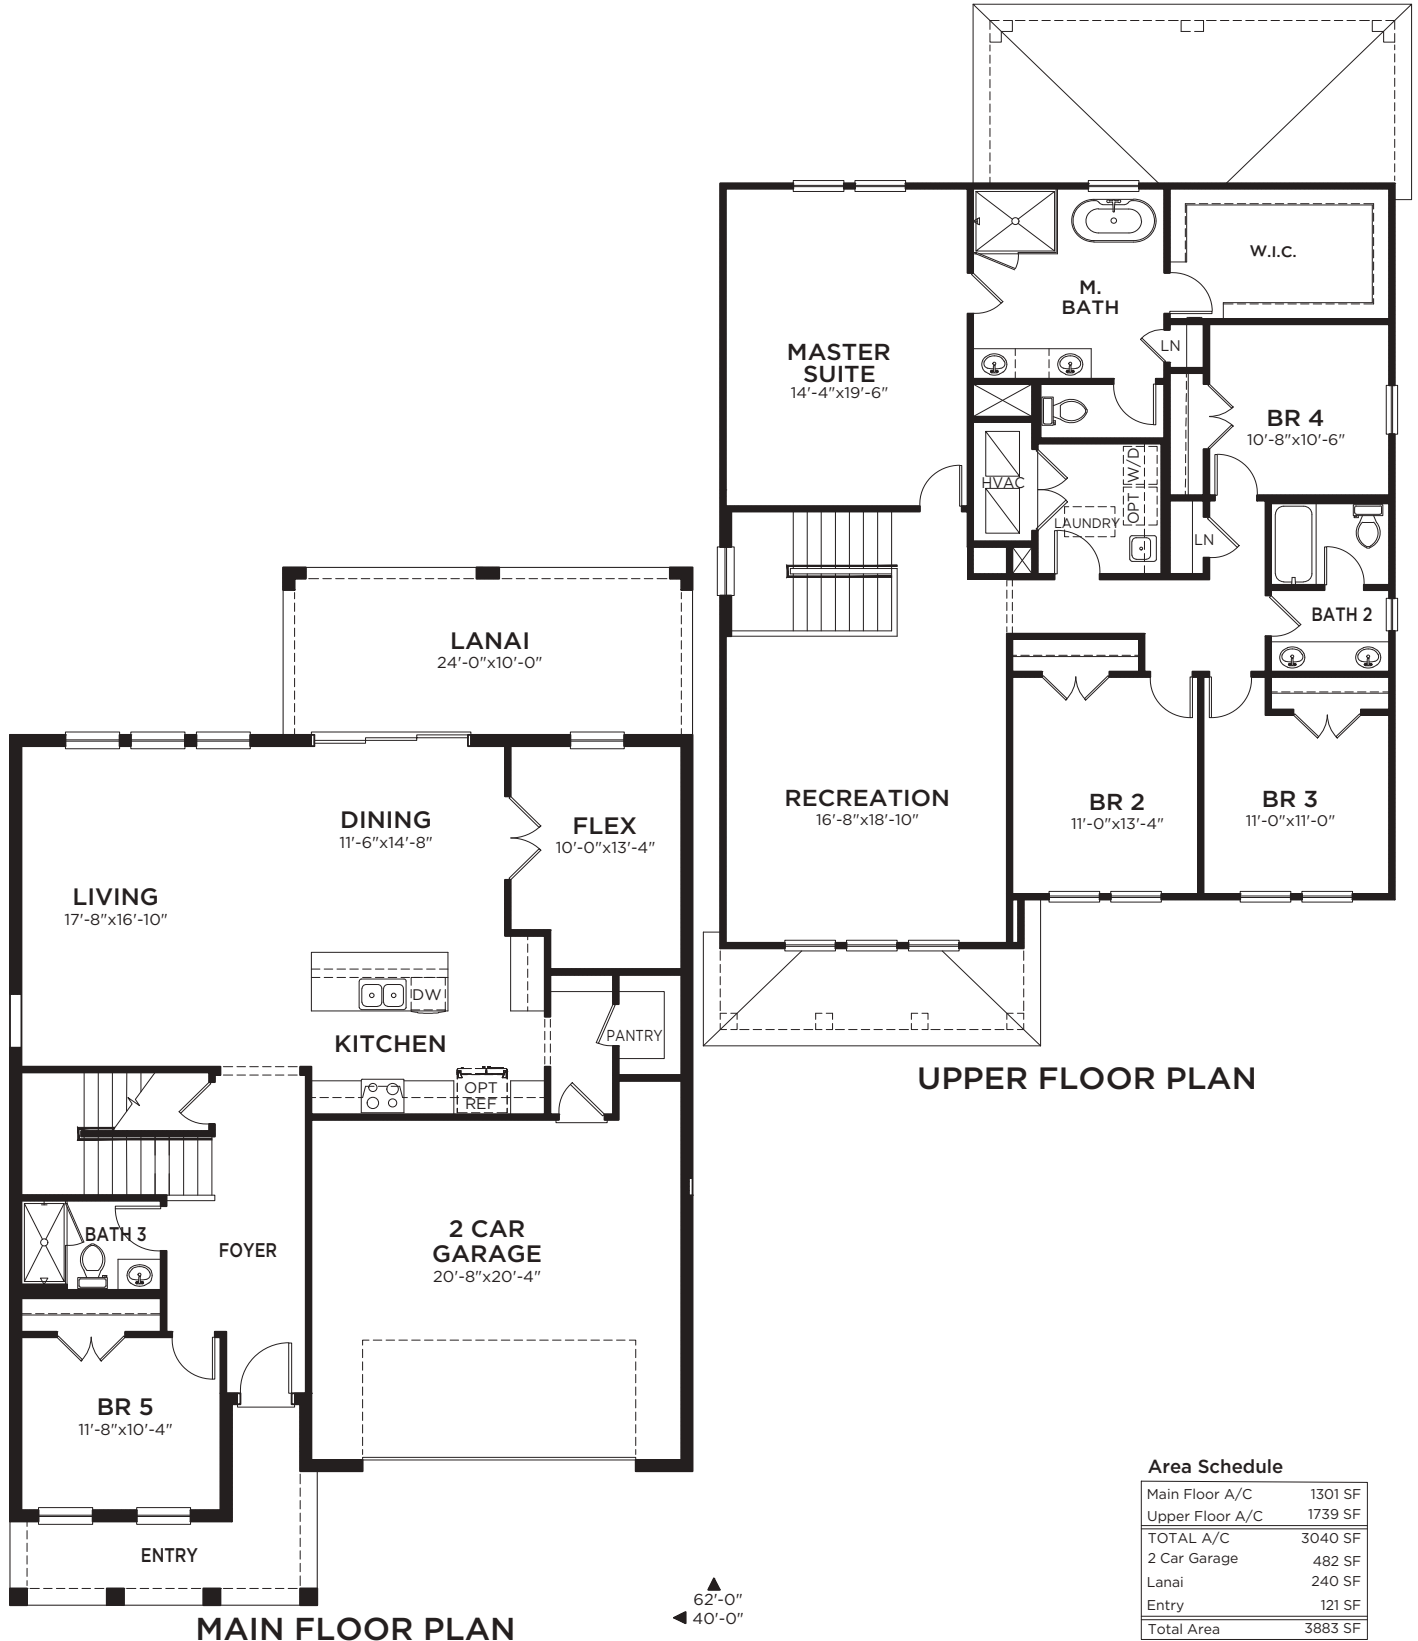 W.I.C.
M.
BATH
LN
MASTER
SUITE
14'-4"x19'-6"
BR 4
10'-8"x10'-6"
HVAC
OPT W/D
LAUNDRY
LN
BATH 2
RECREATION
16'-8"x18'-10"
BR 2
11'-0"x13'-4"
BR 3
11'-0"x11'-0"
UPPER FLOOR PLAN
LANAI
24'-0"x10'-0"
DINING
11'-6"x14'-8"
FLEX
10'-0"x13'-4"
LIVING
17'-8"x16'-10"
DW
KITCHEN
PANTRY
OPT
REF
BATH 3
FOYER
2 CAR
GARAGE
20'-8"x20'-4"
BR 5
11'-8"x10'-4"
ENTRY
MAIN FLOOR PLAN
62'-0"
40'-0"
Area Schedule
Main Floor A/C 1301 SF
Upper Floor A/C 1739 SF
TOTAL A/C 3040 SF
2 Car Garage 482 SF
Lanai 240 SF
Entry 121 SF
Total Area 3883 SF